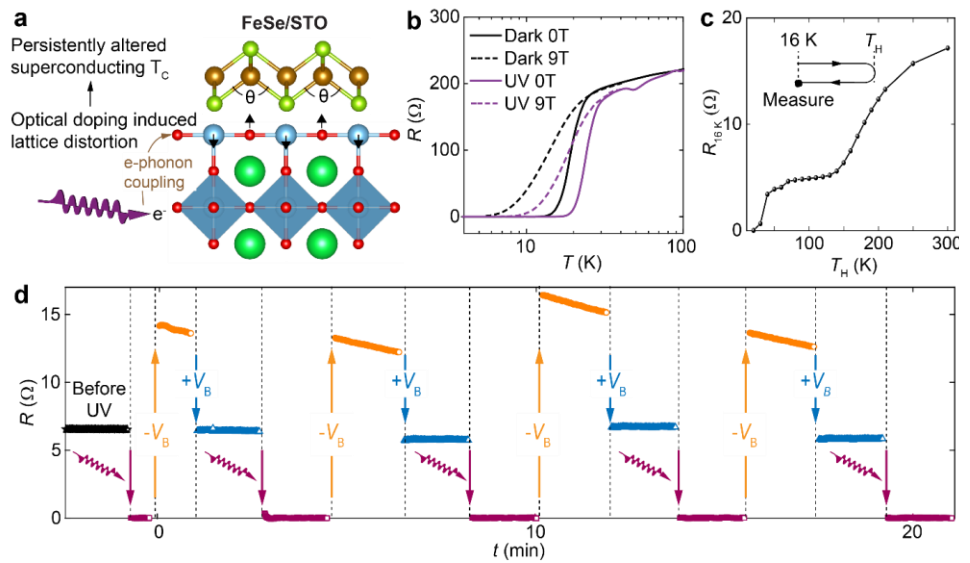 a
FeSe/STO
Persistently altered
superconducting T_C
Optical doping induced
lattice distortion
e-phonon
coupling
e⁻
θ θ
b
Dark 0T
Dark 9T
UV 0T
UV 9T
R (Ω)
300
200
100
0
10 100
T (K)
c
16 K T_H
Measure
R_16 K (Ω)
20
10
0
0 100 200 300
T_H (K)
d
R (Ω)
15
10
5
0
Before
UV
-V_B
+V_B
-V_B
+V_B
-V_B
+V_B
-V_B
+V_B
0 10 20
t (min)